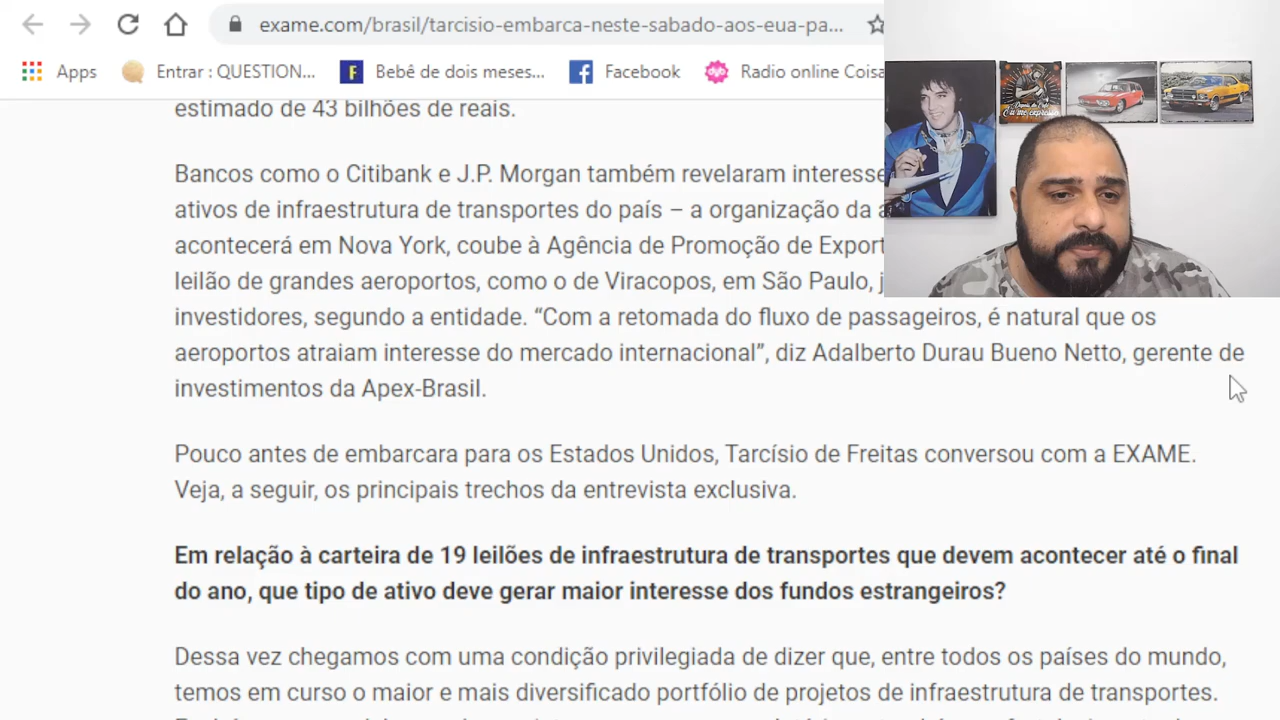 exame.com/brasil/tarcisio-embarca-neste-sabado-aos-eua-pa...
Apps Entrar : QUESTION... Bebê de dois meses... Facebook Radio online Coisa
estimado de 43 bilhões de reais.
Bancos como o Citibank e J.P. Morgan também revelaram interesse
ativos de infraestrutura de transportes do país – a organização da
acontecerá em Nova York, coube à Agência de Promoção de Export
leilão de grandes aeroportos, como o de Viracopos, em São Paulo, j
investidores, segundo a entidade. “Com a retomada do fluxo de passageiros, é natural que os
aeroportos atraiam interesse do mercado internacional”, diz Adalberto Durau Bueno Netto, gerente de
investimentos da Apex-Brasil.
Pouco antes de embarcara para os Estados Unidos, Tarcísio de Freitas conversou com a EXAME.
Veja, a seguir, os principais trechos da entrevista exclusiva.
Em relação à carteira de 19 leilões de infraestrutura de transportes que devem acontecer até o final
do ano, que tipo de ativo deve gerar maior interesse dos fundos estrangeiros?
Dessa vez chegamos com uma condição privilegiada de dizer que, entre todos os países do mundo,
temos em curso o maior e mais diversificado portfólio de projetos de infraestrutura de transportes.